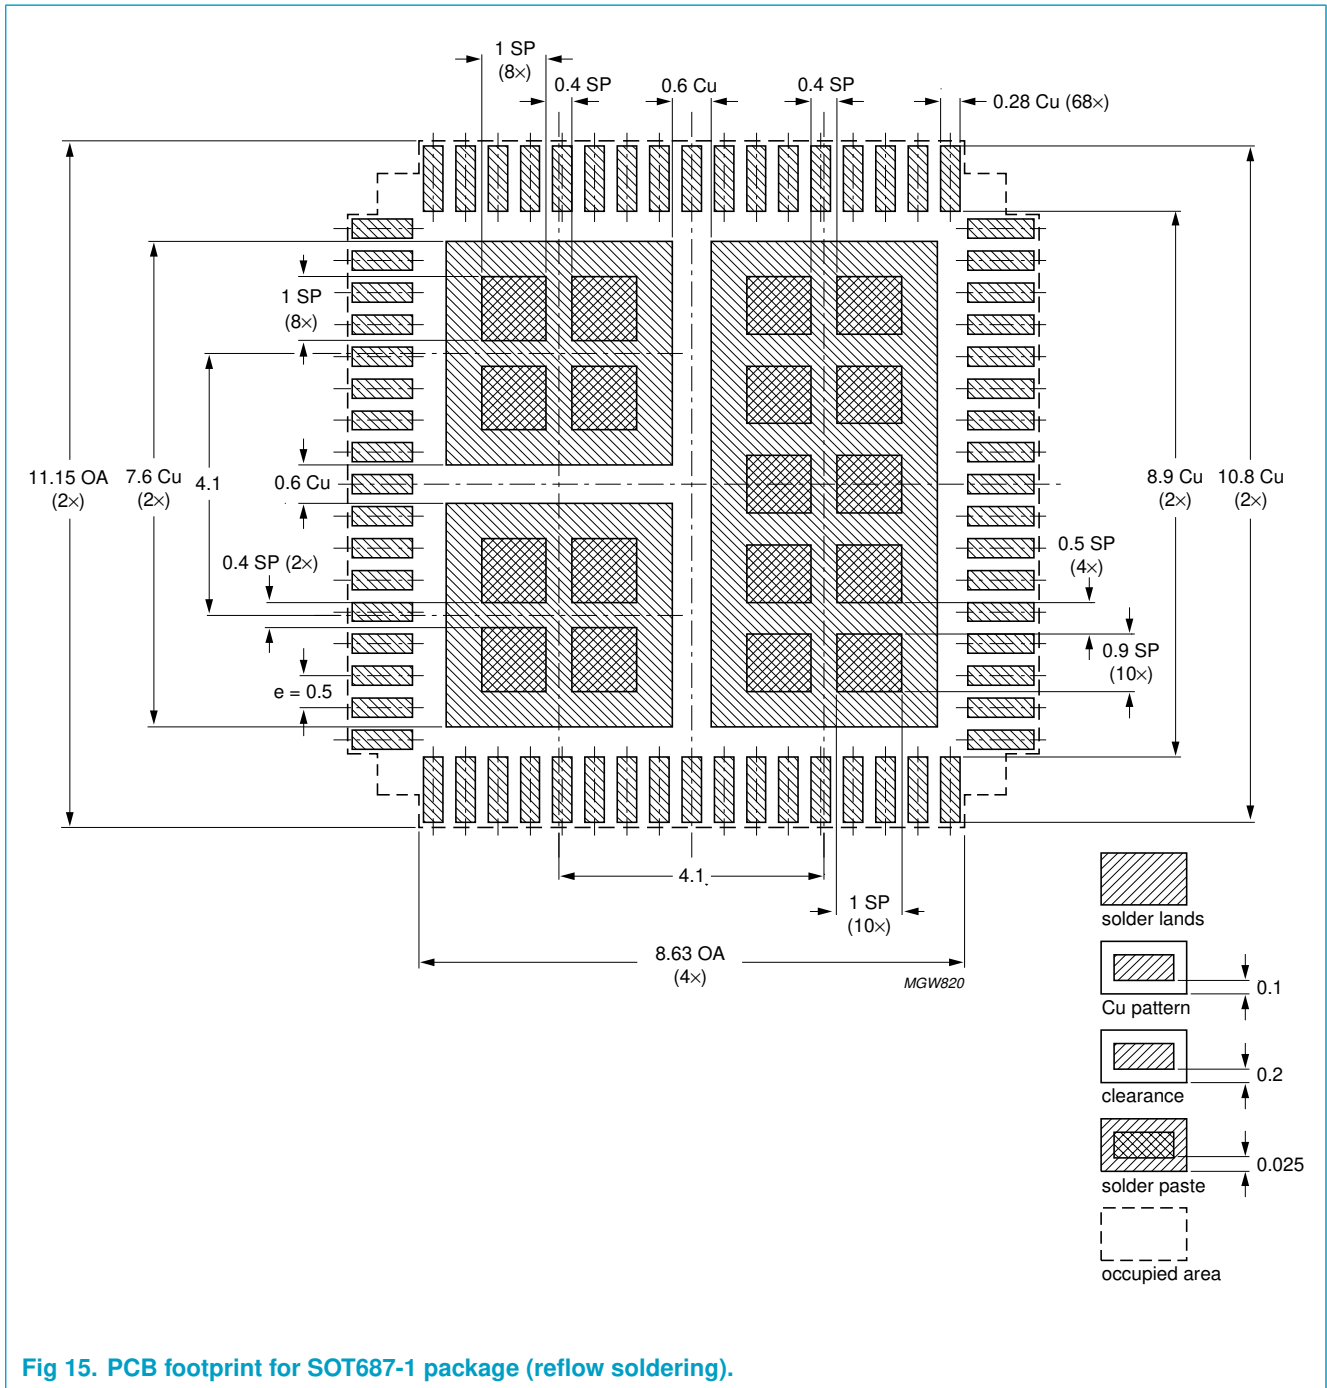 1 SP
(8×)
0.4 SP
0.6 Cu
0.4 SP
0.28 Cu (68×)
1 SP
(8×)
11.15 OA
(2×)
7.6 Cu
(2×)
4.1
0.6 Cu
8.9 Cu
(2×)
10.8 Cu
(2×)
0.4 SP (2×)
0.5 SP
(4×)
0.9 SP
(10×)
e = 0.5
4.1
1 SP
(10×)
8.63 OA
(4×)
MGW820
solder lands
0.1
Cu pattern
0.2
clearance
0.025
solder paste
occupied area
Fig 15. PCB footprint for SOT687-1 package (reflow soldering).